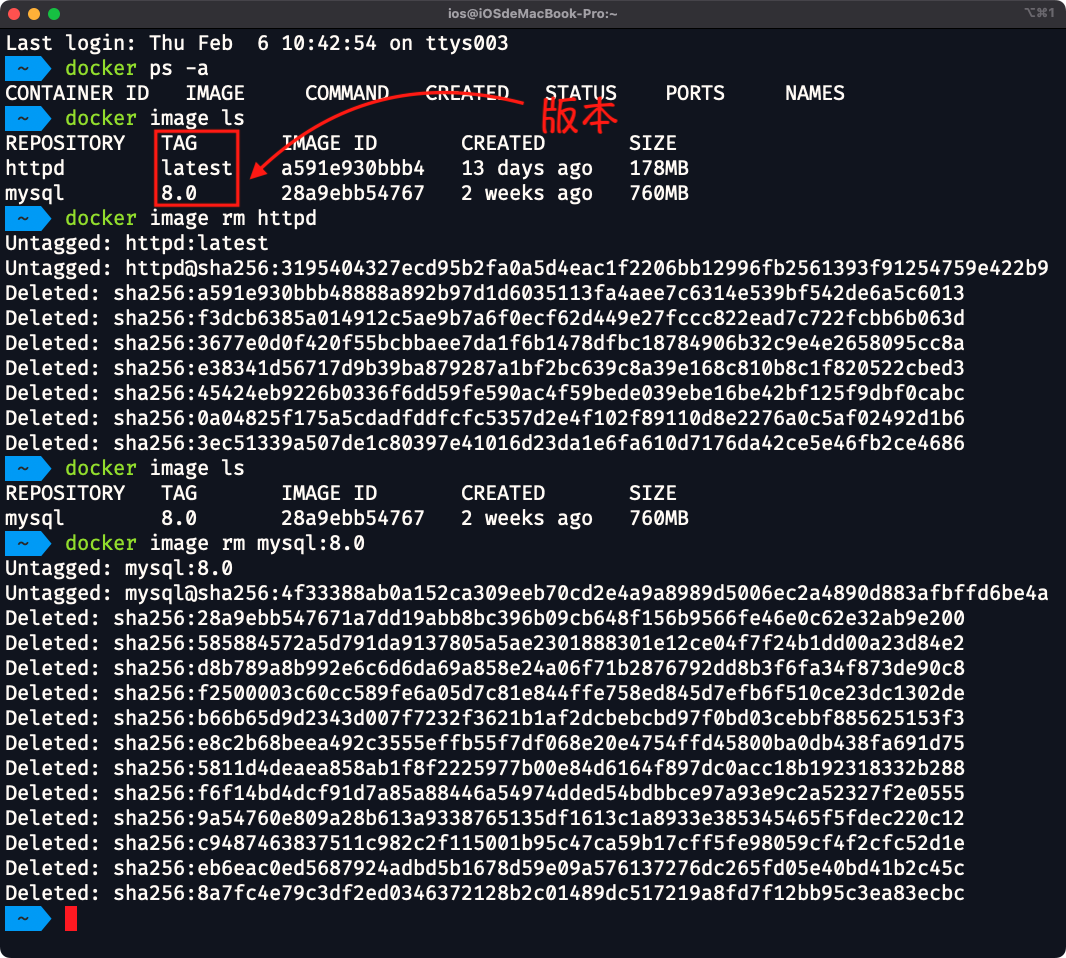 ios@iOSdeMacBook-Pro:~
⌥⌘1
Last login: Thu Feb  6 10:42:54 on ttys003
~ docker ps -a
CONTAINER ID   IMAGE     COMMAND   CREATED   STATUS    PORTS     NAMES
版本
~ docker image ls
REPOSITORY   TAG       IMAGE ID       CREATED       SIZE
httpd        latest    a591e930bbb4   13 days ago   178MB
mysql        8.0       28a9ebb54767   2 weeks ago   760MB
~ docker image rm httpd
Untagged: httpd:latest
Untagged: httpd@sha256:3195404327ecd95b2fa0a5d4eac1f2206bb12996fb2561393f91254759e422b9
Deleted: sha256:a591e930bbb48888a892b97d1d6035113fa4aee7c6314e539bf542de6a5c6013
Deleted: sha256:f3dcb6385a014912c5ae9b7a6f0ecf62d449e27fccc822ead7c722fcbb6b063d
Deleted: sha256:3677e0d0f420f55bcbbaee7da1f6b1478dfbc18784906b32c9e4e2658095cc8a
Deleted: sha256:e38341d56717d9b39ba879287a1bf2bc639c8a39e168c810b8c1f820522cbed3
Deleted: sha256:45424eb9226b0336f6dd59fe590ac4f59bede039ebe16be42bf125f9dbf0cabc
Deleted: sha256:0a04825f175a5cdadfddfcfc5357d2e4f102f89110d8e2276a0c5af02492d1b6
Deleted: sha256:3ec51339a507de1c80397e41016d23da1e6fa610d7176da42ce5e46fb2ce4686
~ docker image ls
REPOSITORY   TAG       IMAGE ID       CREATED       SIZE
mysql        8.0       28a9ebb54767   2 weeks ago   760MB
~ docker image rm mysql:8.0
Untagged: mysql:8.0
Untagged: mysql@sha256:4f33388ab0a152ca309eeb70cd2e4a9a8989d5006ec2a4890d883afbffd6be4a
Deleted: sha256:28a9ebb547671a7dd19abb8bc396b09cb648f156b9566fe46e0c62e32ab9e200
Deleted: sha256:585884572a5d791da9137805a5ae2301888301e12ce04f7f24b1dd00a23d84e2
Deleted: sha256:d8b789a8b992e6c6d6da69a858e24a06f71b2876792dd8b3f6fa34f873de90c8
Deleted: sha256:f2500003c60cc589fe6a05d7c81e844ffe758ed845d7efb6f510ce23dc1302de
Deleted: sha256:b66b65d9d2343d007f7232f3621b1af2dcbebcbd97f0bd03cebbf885625153f3
Deleted: sha256:e8c2b68beea492c3555effb55f7df068e20e4754ffd45800ba0db438fa691d75
Deleted: sha256:5811d4deaea858ab1f8f2225977b00e84d6164f897dc0acc18b192318332b288
Deleted: sha256:f6f14bd4dcf91d7a85a88446a54974dded54bdbbce97a93e9c2a52327f2e0555
Deleted: sha256:9a54760e809a28b613a9338765135df1613c1a8933e385345465f5fdec220c12
Deleted: sha256:c9487463837511c982c2f115001b95c47ca59b17cff5fe98059cf4f2cfc52d1e
Deleted: sha256:eb6eac0ed5687924adbd5b1678d59e09a576137276dc265fd05e40bd41b2c45c
Deleted: sha256:8a7fc4e79c3df2ed0346372128b2c01489dc517219a8fd7f12bb95c3ea83ecbc
~